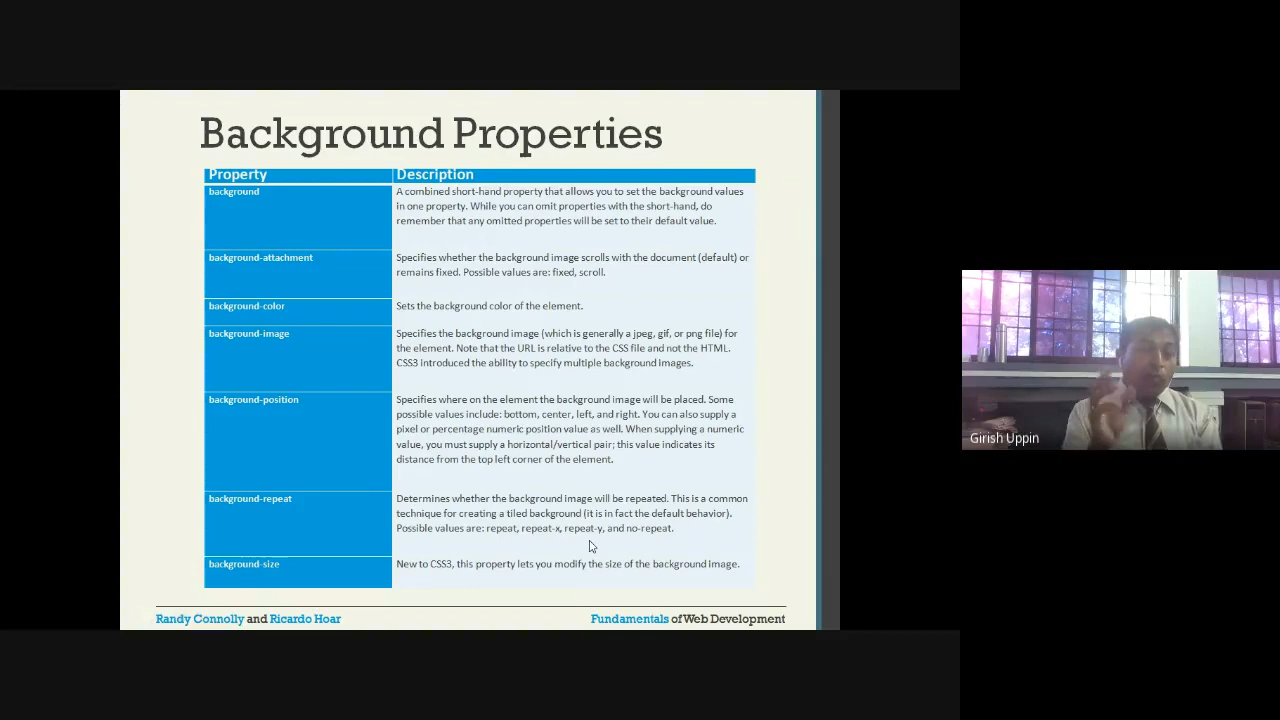 Background Properties
Property Description
background A combined short-hand property that allows you to set the background values
in one property. While you can omit properties with the short-hand, do
remember that any omitted properties will be set to their default value.
background-attachment Specifies whether the background image scrolls with the document (default) or
remains fixed. Possible values are: fixed, scroll.
background-color Sets the background color of the element.
background-image Specifies the background image (which is generally a jpeg, gif, or png file) for
the element. Note that the URL is relative to the CSS file and not the HTML.
CSS3 introduced the ability to specify multiple background images.
background-position Specifies where on the element the background image will be placed. Some
possible values include: bottom, center, left, and right. You can also supply a
pixel or percentage numeric position value as well. When supplying a numeric
value, you must supply a horizontal/vertical pair; this value indicates its
distance from the top left corner of the element.
background-repeat Determines whether the background image will be repeated. This is a common
technique for creating a tiled background (it is in fact the default behavior).
Possible values are: repeat, repeat-x, repeat-y, and no-repeat.
background-size New to CSS3, this property lets you modify the size of the background image.
Randy Connolly and Ricardo Hoar Fundamentals of Web Development
Girish Uppin